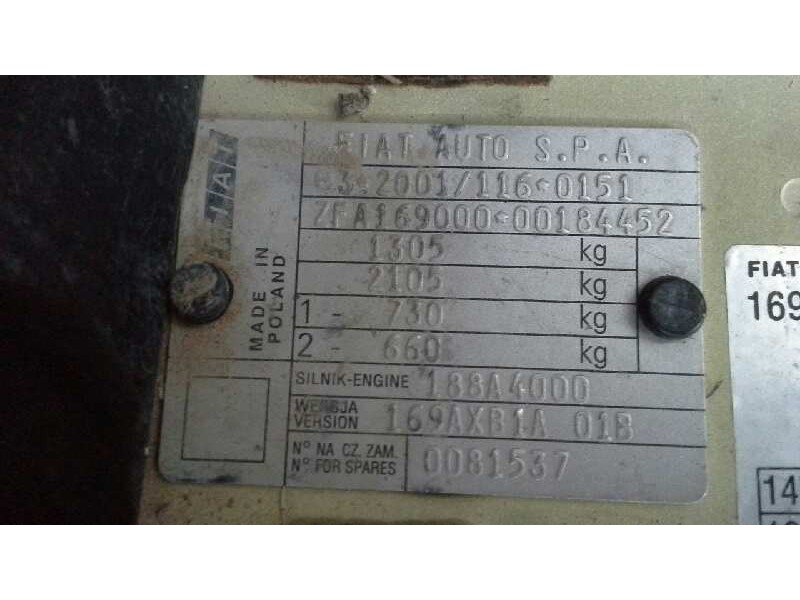 FIAT
MADE IN
POLAND
FIAT AUTO S.P.A.
e3*2001/116*0151
ZFA169000*00184452
1305 kg
2105 kg
1 - 730 kg
2 - 660 kg
SILNIK-ENGINE 188A4000
WERSJA
VERSION 169AXB1A 01B
N° NA CZ. ZAM.
N° FOR SPARES 0081537
FIAT
169
14